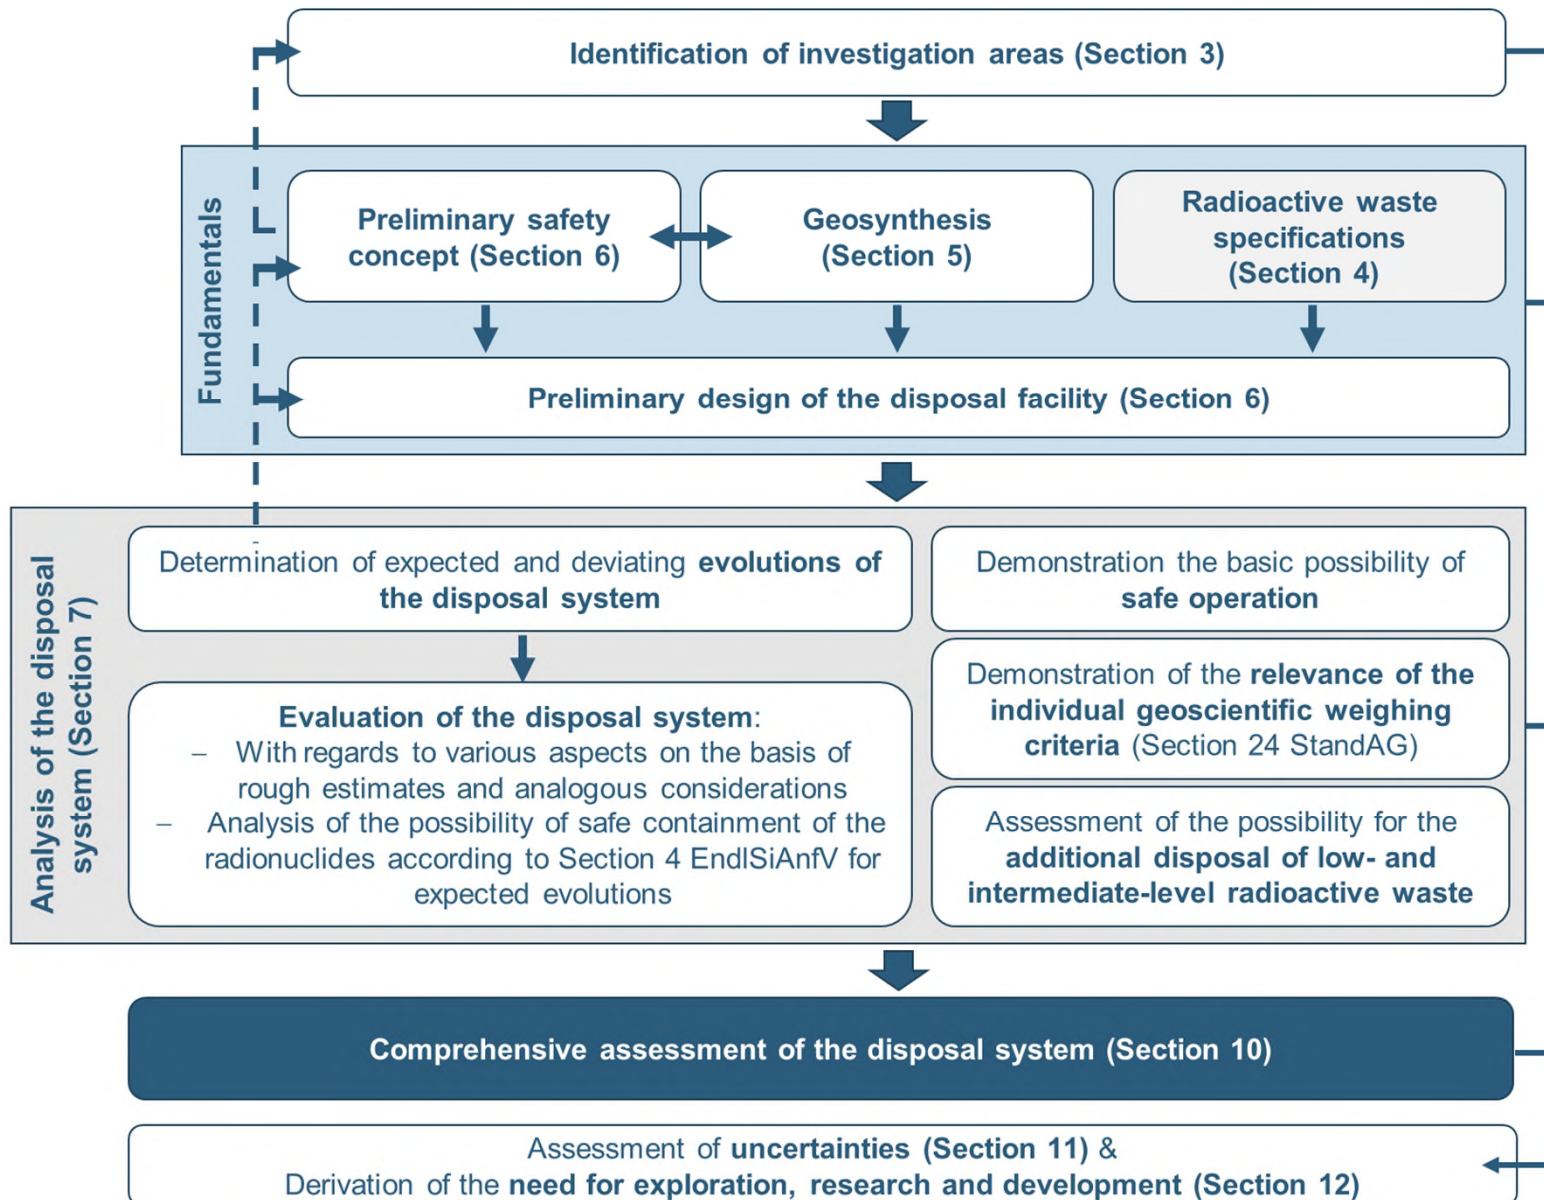 Identification of investigation areas (Section 3)
Fundamentals
Preliminary safety
concept (Section 6)
Geosynthesis
(Section 5)
Radioactive waste
specifications
(Section 4)
Preliminary design of the disposal facility (Section 6)
Analysis of the disposal
system (Section 7)
Determination of expected and deviating evolutions of
the disposal system
Evaluation of the disposal system:
– With regards to various aspects on the basis of
rough estimates and analogous considerations
– Analysis of the possibility of safe containment of the
radionuclides according to Section 4 EndlSiAnfV for
expected evolutions
Demonstration the basic possibility of
safe operation
Demonstration of the relevance of the
individual geoscientific weighing
criteria (Section 24 StandAG)
Assessment of the possibility for the
additional disposal of low- and
intermediate-level radioactive waste
Comprehensive assessment of the disposal system (Section 10)
Assessment of uncertainties (Section 11) &
Derivation of the need for exploration, research and development (Section 12)